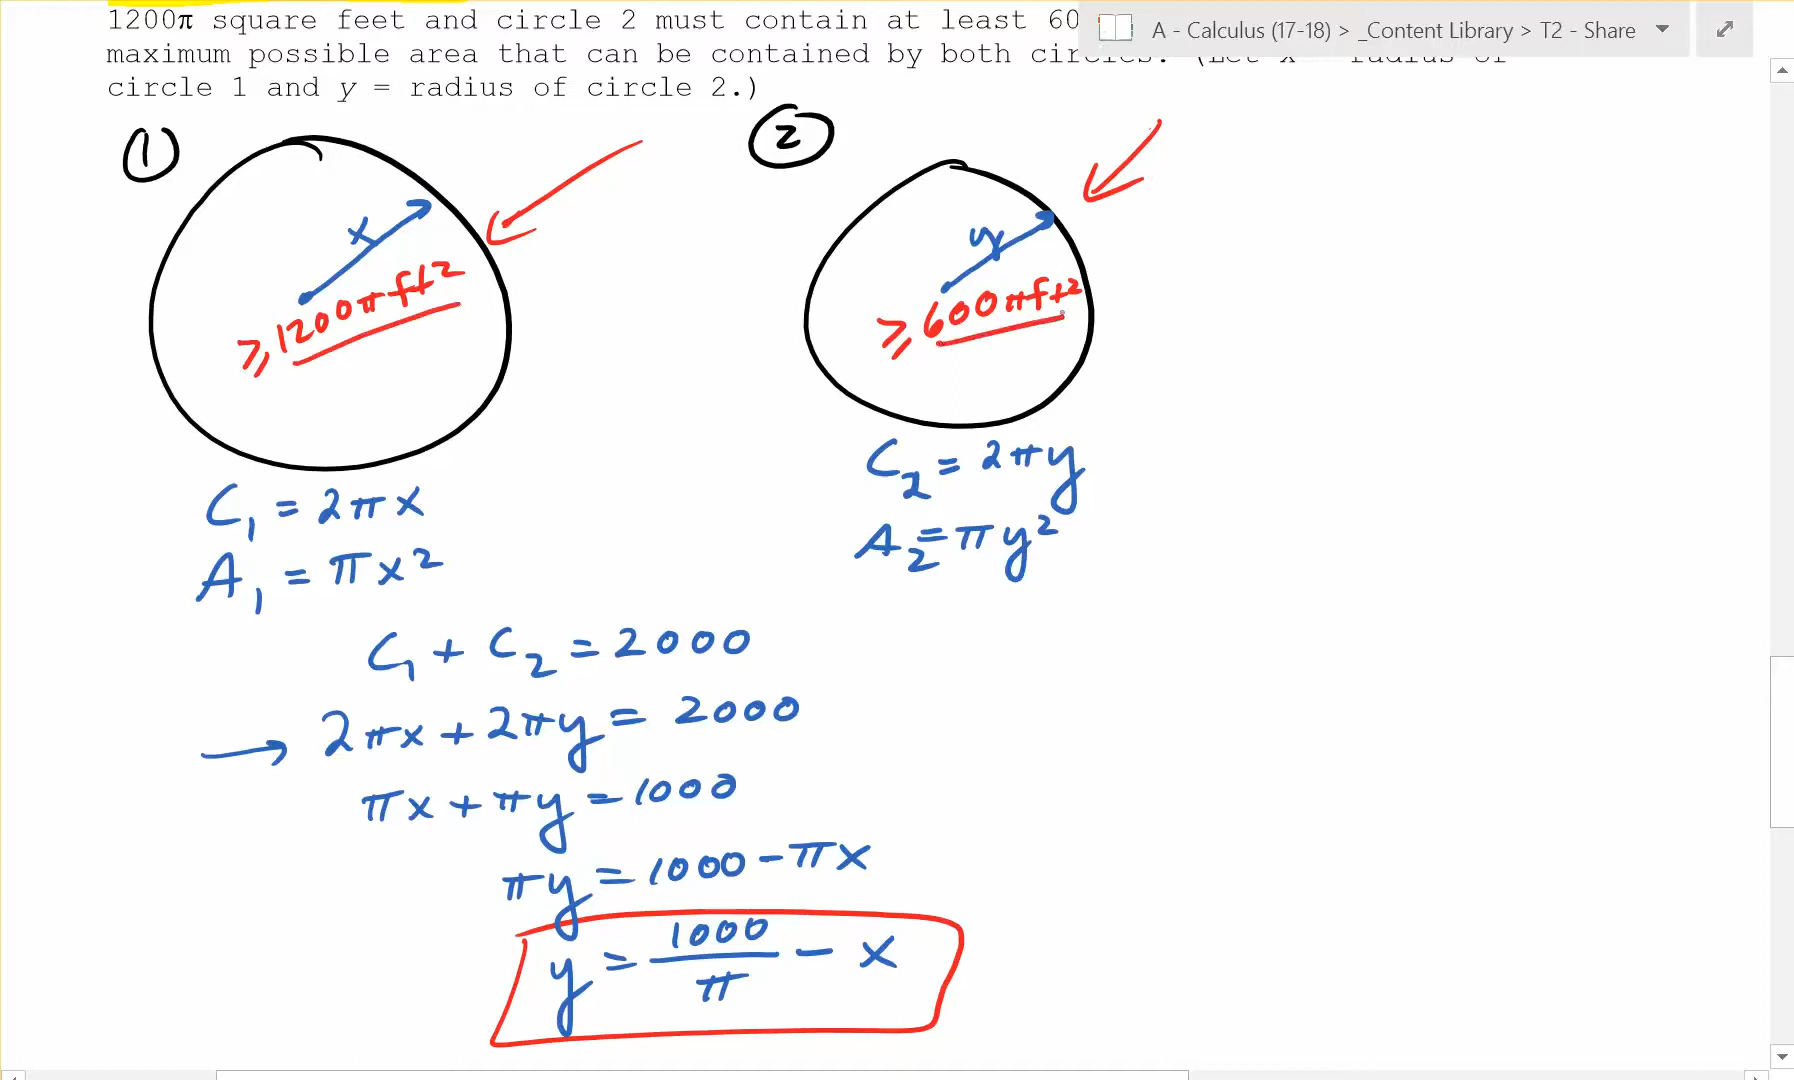 1200π square feet and circle 2 must contain at least 60
A - Calculus (17-18) > _Content Library > T2 - Share
maximum possible area that can be contained by both
circle 1 and y = radius of circle 2.)
① ②
x
y
≥ 1200π ft²
≥ 600π ft²
C₁ = 2πx
A₁ = πx²
C₂ = 2πy
A₂ = πy²
C₁ + C₂ = 2000
→ 2πx + 2πy = 2000
πx + πy = 1000
πy = 1000 - πx
y = 1000/π - x